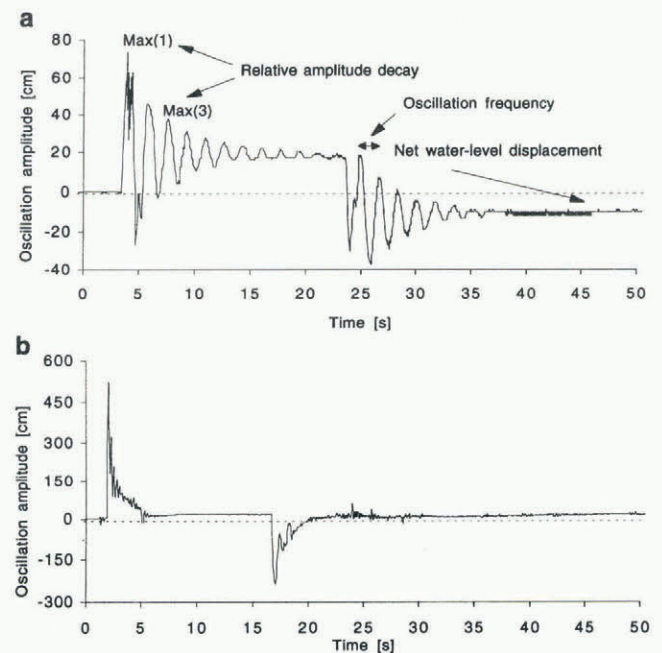 a
80
60
40
20
0
-20
-40
Oscillation amplitude [cm]
Max(1)
Relative amplitude decay
Max(3)
Oscillation frequency
Net water-level displacement
0 5 10 15 20 25 30 35 40 45 50
Time [s]
b
600
450
300
150
0
-150
-300
Oscillation amplitude [cm]
0 5 10 15 20 25 30 35 40 45 50
Time [s]